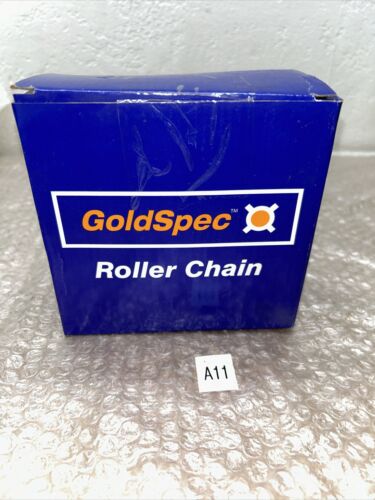 GoldSpec™
Roller Chain
A11